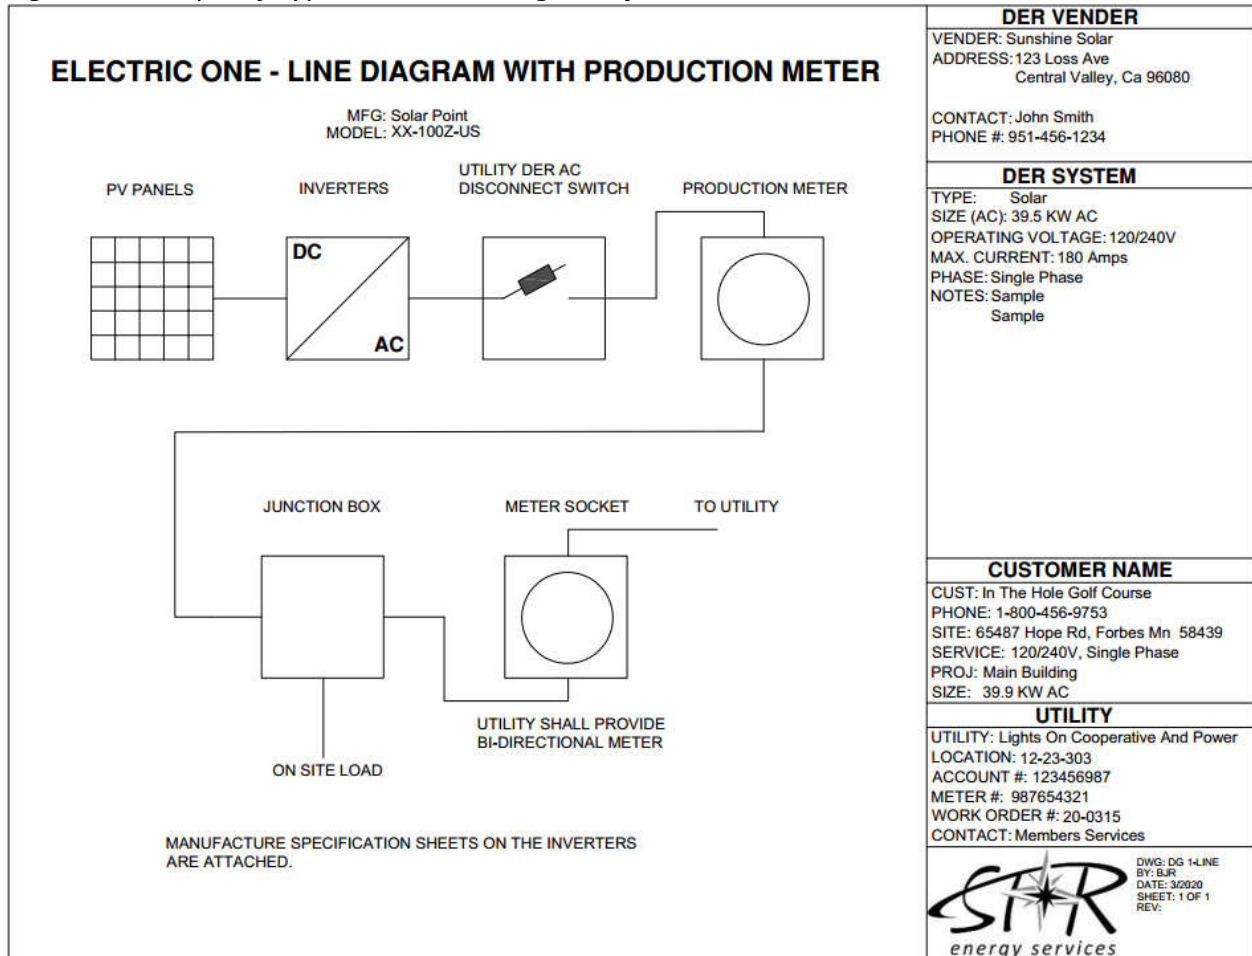 ELECTRIC ONE - LINE DIAGRAM WITH PRODUCTION METER
MFG: Solar Point
MODEL: XX-100Z-US
PV PANELS
INVERTERS
UTILITY DER AC
DISCONNECT SWITCH
PRODUCTION METER
DC
AC
JUNCTION BOX
METER SOCKET
TO UTILITY
UTILITY SHALL PROVIDE
BI-DIRECTIONAL METER
ON SITE LOAD
MANUFACTURE SPECIFICATION SHEETS ON THE INVERTERS
ARE ATTACHED.
DER VENDER
VENDER: Sunshine Solar
ADDRESS: 123 Loss Ave
Central Valley, Ca 96080
CONTACT: John Smith
PHONE #: 951-456-1234
DER SYSTEM
TYPE: Solar
SIZE (AC): 39.5 KW AC
OPERATING VOLTAGE: 120/240V
MAX. CURRENT: 180 Amps
PHASE: Single Phase
NOTES: Sample
Sample
CUSTOMER NAME
CUST: In The Hole Golf Course
PHONE: 1-800-456-9753
SITE: 65487 Hope Rd, Forbes Mn 58439
SERVICE: 120/240V, Single Phase
PROJ: Main Building
SIZE: 39.9 KW AC
UTILITY
UTILITY: Lights On Cooperative And Power
LOCATION: 12-23-303
ACCOUNT #: 123456987
METER #: 987654321
WORK ORDER #: 20-0315
CONTACT: Members Services
STAR
energy services
DWG: DG 1-LINE
BY: BJR
DATE: 3/2020
SHEET: 1 OF 1
REV: